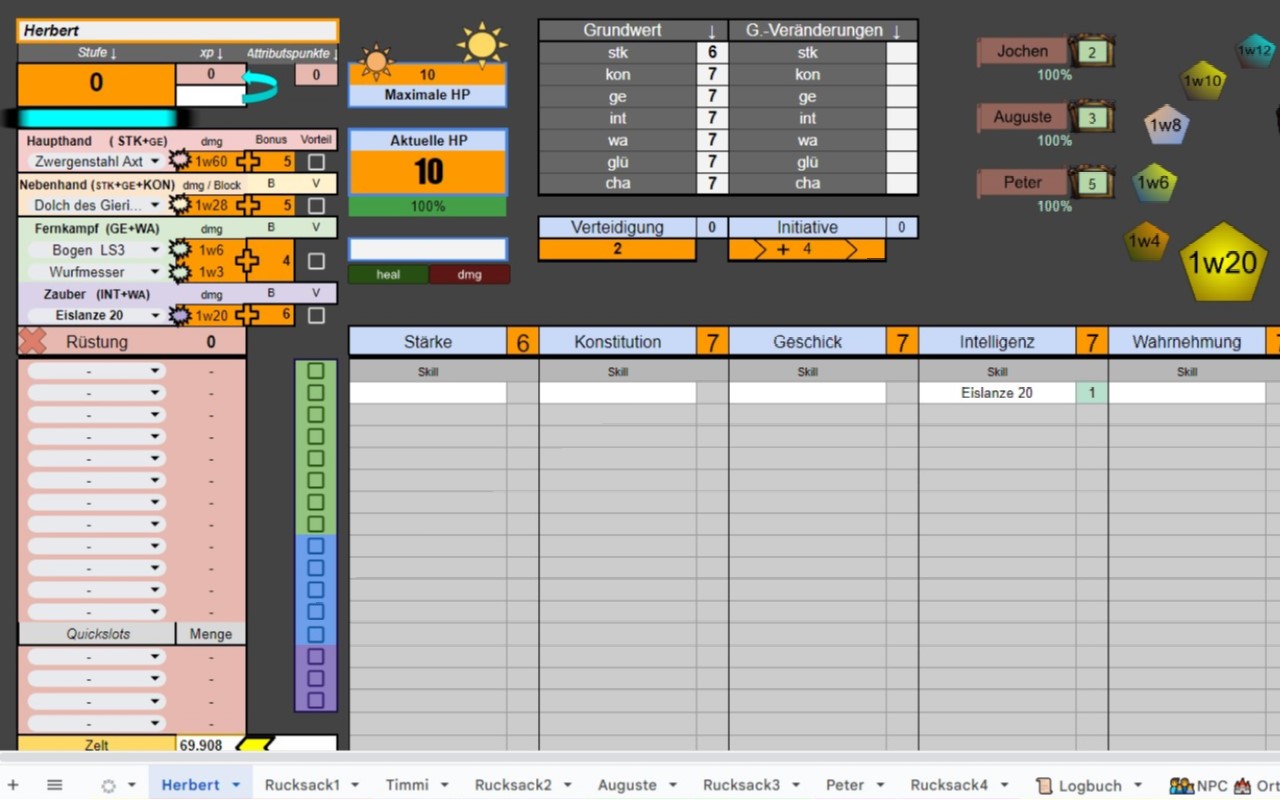 Herbert
Stufe ↓ xp ↓ Attributspunkte ↓
0 0 0
Haupthand ( STK+GE) dmg Bonus Vorteil
Zwergenstahl Axt 1w60 5
Nebenhand (STK+GE+KON) dmg / Block B V
Dolch des Gieri... 1w28 5
Fernkampf (GE+WA) dmg B V
Bogen LS3 1w6
4
Wurfmesser 1w3
Zauber (INT+WA) dmg B V
Eislanze 20 1w20 6
Rüstung 0
- -
- -
- -
- -
- -
- -
- -
- -
- -
- -
- -
- -
Quickslots Menge
- -
- -
- -
- -
Zelt 69.908
10
Maximale HP
Aktuelle HP
10
100%
heal dmg
Grundwert ↓ G.-Veränderungen ↓
stk 6 stk
kon 7 kon
ge 7 ge
int 7 int
wa 7 wa
glü 7 glü
cha 7 cha
Verteidigung 0 Initiative 0
2 + 4
Jochen 2
100%
Auguste 3
100%
Peter 5
100%
1w12
1w10
1w8
1w6
1w4
1w20
Stärke 6 Konstitution 7 Geschick 7 Intelligenz 7 Wahrnehmung
Skill Skill Skill Skill Skill
Eislanze 20 1
+ Herbert Rucksack1 Timmi Rucksack2 Auguste Rucksack3 Peter Rucksack4 Logbuch NPC Ort